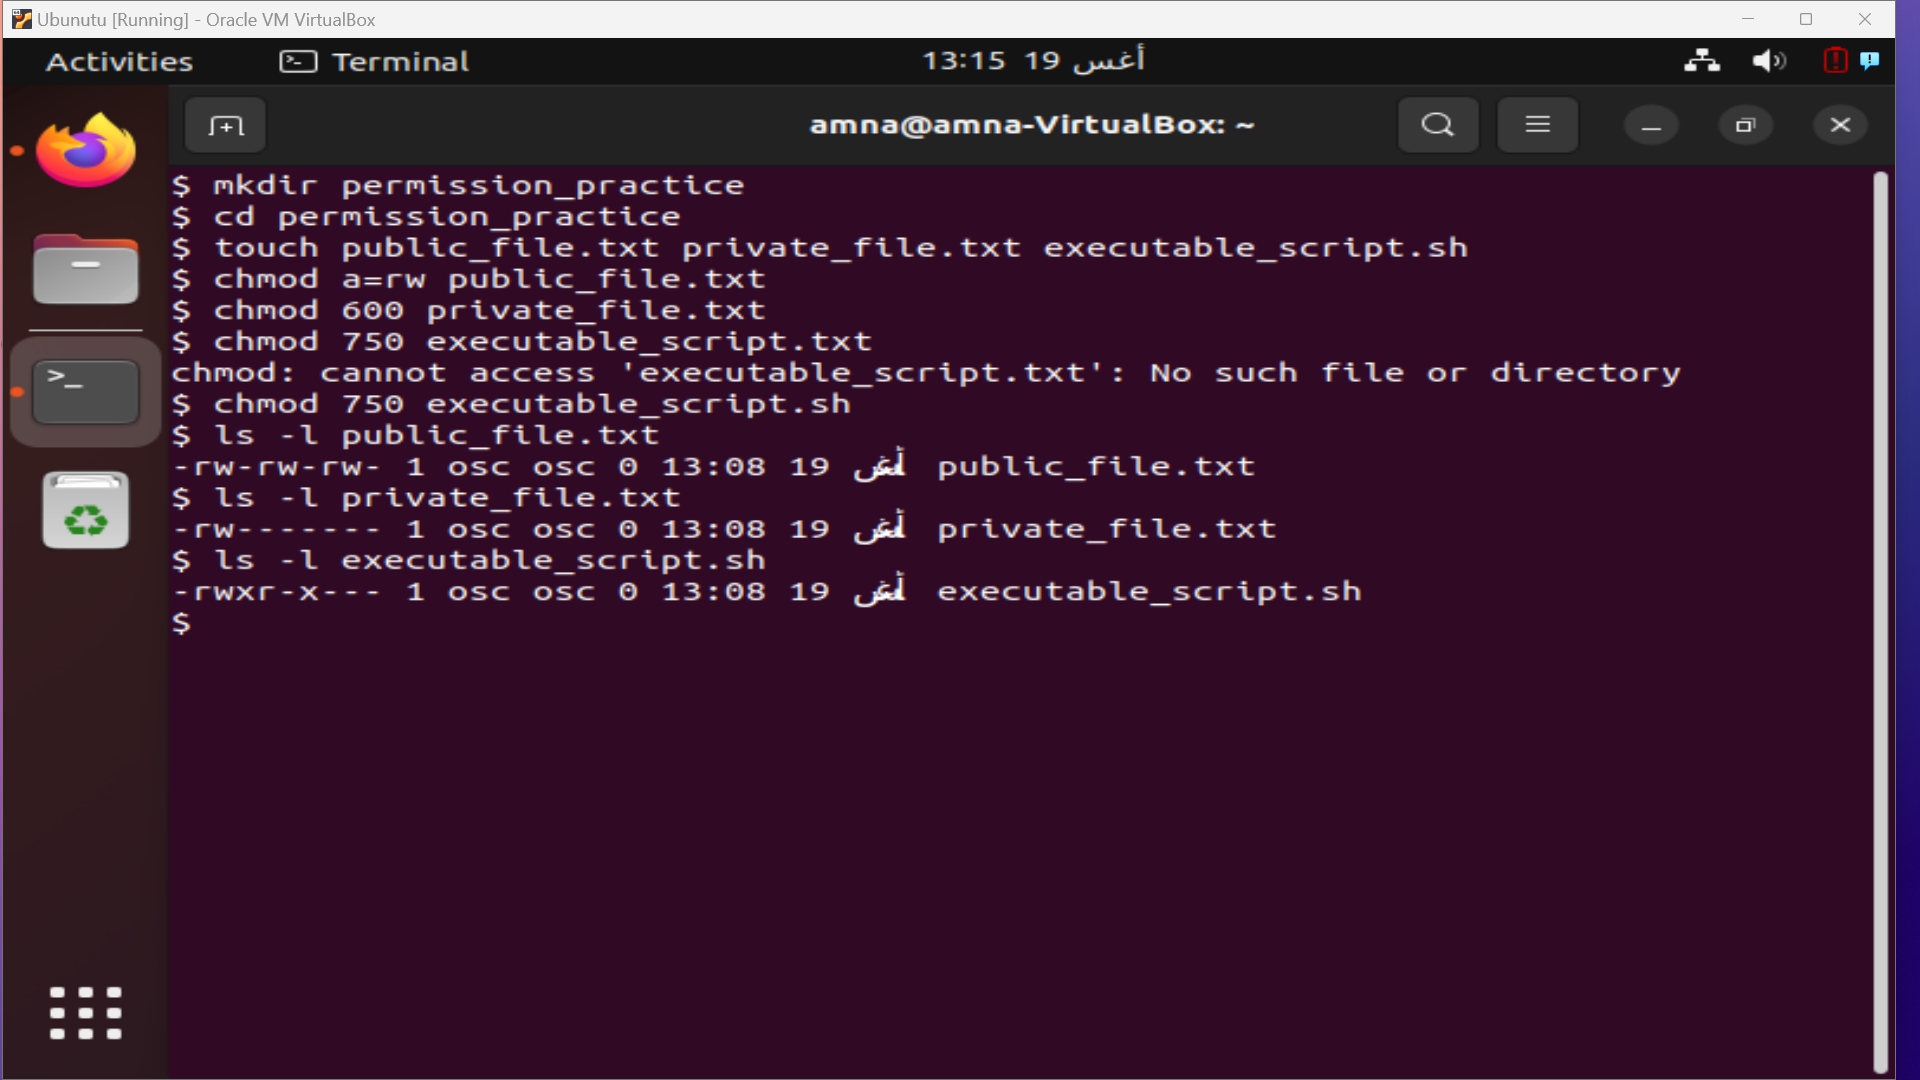 Ubunutu [Running] - Oracle VM VirtualBox
Activities Terminal 13:15 19 أغس
amna@amna-VirtualBox: ~
$ mkdir permission_practice
$ cd permission_practice
$ touch public_file.txt private_file.txt executable_script.sh
$ chmod a=rw public_file.txt
$ chmod 600 private_file.txt
$ chmod 750 executable_script.txt
chmod: cannot access 'executable_script.txt': No such file or directory
$ chmod 750 executable_script.sh
$ ls -l public_file.txt
-rw-rw-rw- 1 osc osc 0 13:08 19 أغس public_file.txt
$ ls -l private_file.txt
-rw------- 1 osc osc 0 13:08 19 أغس private_file.txt
$ ls -l executable_script.sh
-rwxr-x--- 1 osc osc 0 13:08 19 أغس executable_script.sh
$